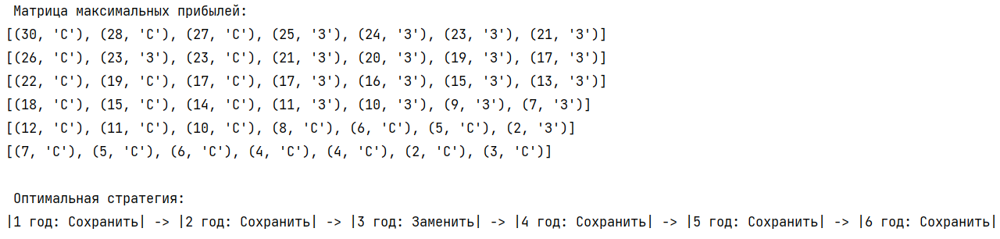 Матрица максимальных прибылей:
[(30, 'С'), (28, 'С'), (27, 'С'), (25, 'З'), (24, 'З'), (23, 'З'), (21, 'З')]
[(26, 'С'), (23, 'З'), (23, 'С'), (21, 'З'), (20, 'З'), (19, 'З'), (17, 'З')]
[(22, 'С'), (19, 'С'), (17, 'С'), (17, 'З'), (16, 'З'), (15, 'З'), (13, 'З')]
[(18, 'С'), (15, 'С'), (14, 'С'), (11, 'З'), (10, 'З'), (9, 'З'), (7, 'З')]
[(12, 'С'), (11, 'С'), (10, 'С'), (8, 'С'), (6, 'С'), (5, 'С'), (2, 'З')]
[(7, 'С'), (5, 'С'), (6, 'С'), (4, 'С'), (4, 'С'), (2, 'С'), (3, 'С')]
Оптимальная стратегия:
|1 год: Сохранить| -> |2 год: Сохранить| -> |3 год: Заменить| -> |4 год: Сохранить| -> |5 год: Сохранить| -> |6 год: Сохранить|